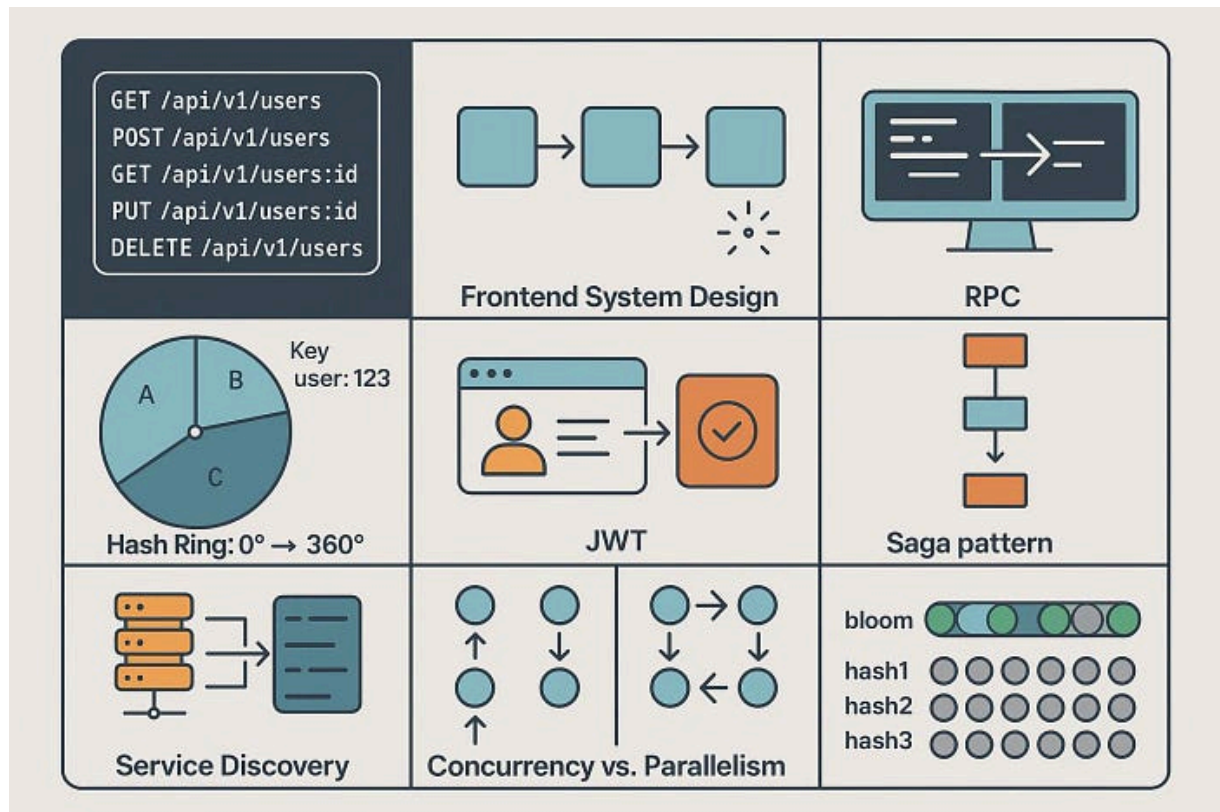 GET /api/v1/users
POST /api/v1/users
GET /api/v1/users:id
PUT /api/v1/users:id
DELETE /api/v1/users
Frontend System Design
RPC
Key
user: 123
A
B
C
Hash Ring: 0° → 360°
JWT
Saga pattern
Service Discovery
Concurrency vs. Parallelism
bloom
hash1
hash2
hash3